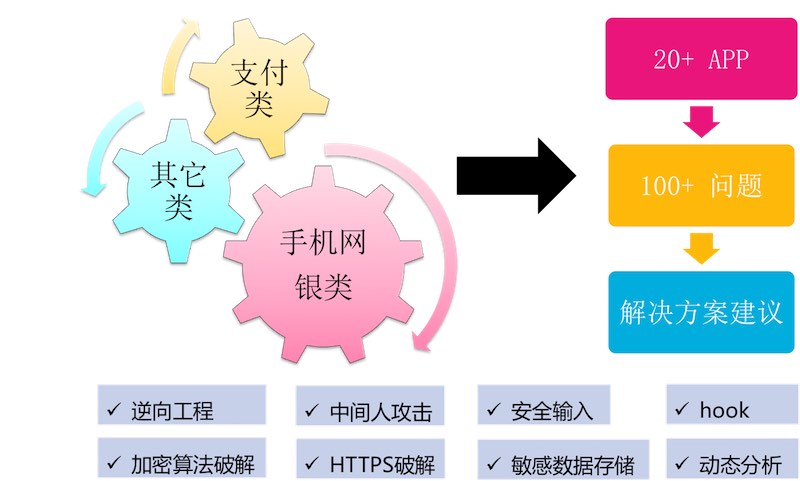 支付
类
其它
类
手机网
银类
20+ APP
100+ 问题
解决方案建议
✓ 逆向工程
✓ 中间人攻击
✓ 安全输入
✓ hook
✓ 加密算法破解
✓ HTTPS破解
✓ 敏感数据存储
✓ 动态分析